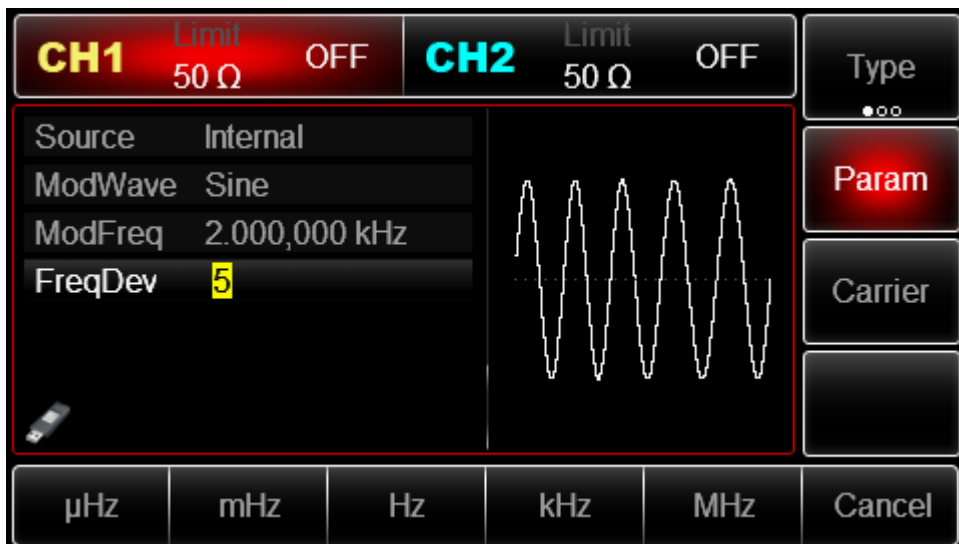 CH1 Limit 50 Ω OFF
CH2 Limit 50 Ω OFF
Type
Source Internal
ModWave Sine
ModFreq 2.000,000 kHz
FreqDev 5
Param
Carrier
µHz mHz Hz kHz MHz Cancel